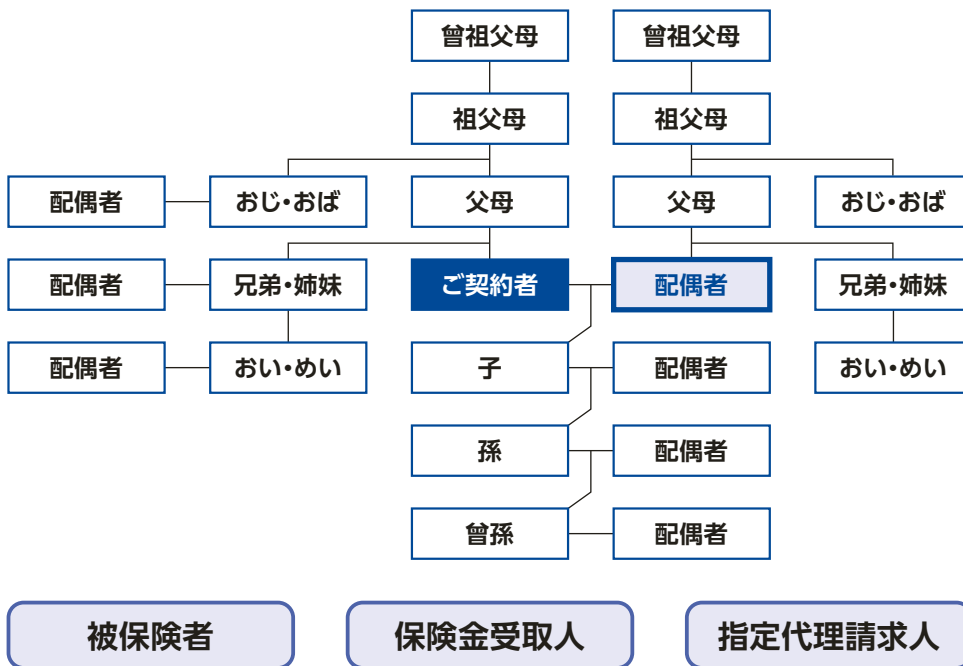 曾祖父母
曾祖父母
祖父母
祖父母
配偶者
おじ・おば
父母
父母
おじ・おば
配偶者
兄弟・姉妹
ご契約者
配偶者
兄弟・姉妹
配偶者
おい・めい
子
配偶者
おい・めい
孫
配偶者
曾孫
配偶者
被保険者
保険金受取人
指定代理請求人